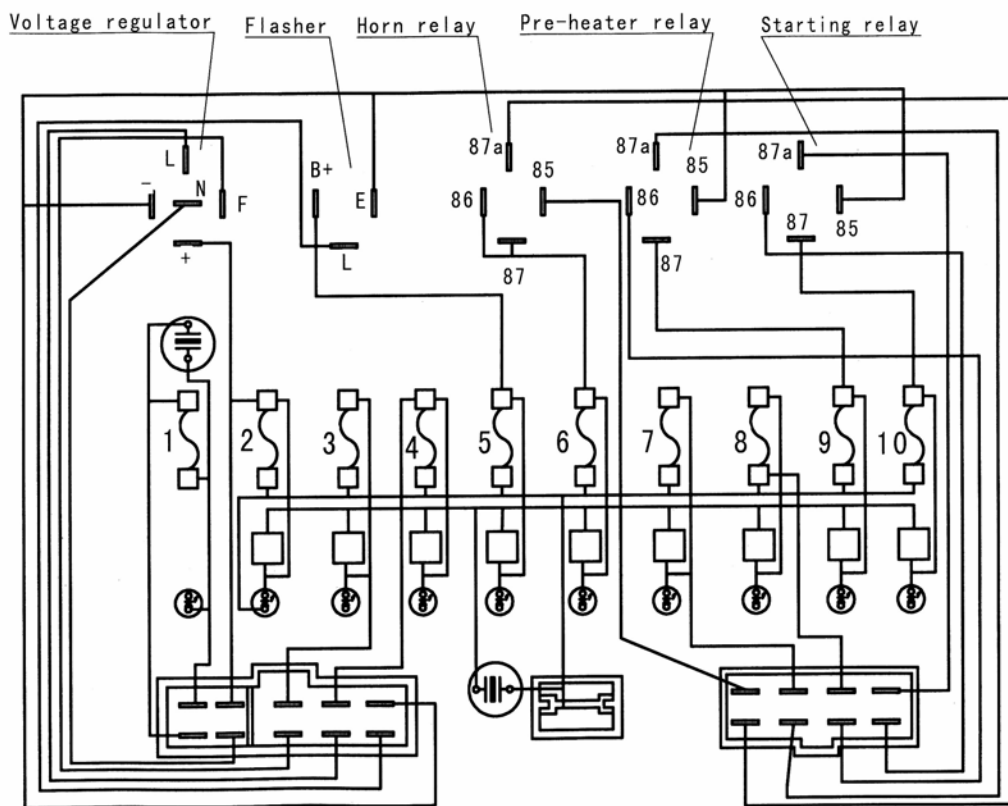 Voltage regulator Flasher Horn relay Pre-heater relay Starting relay
L B+ 87a 87a 87a
- N F E 86 85 86 85 86 85
+ L 87 87 87
1 2 3 4 5 6 7 8 9 10